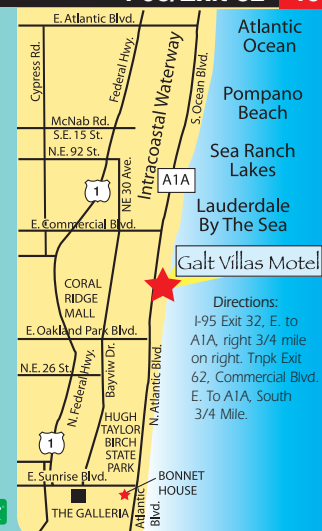 E. Atlantic Blvd.
Atlantic
Ocean
Cypress Rd.
Federal Hwy.
Intracoastal Waterway
S. Ocean Blvd.
Pompano
Beach
McNab Rd.
S.E. 15 St.
N.E. 92 St.
Sea Ranch
Lakes
1
NE 30 Ave.
A1A
Lauderdale
By The Sea
E. Commercial Blvd.
Galt Villas Motel
CORAL
RIDGE
MALL
Directions:
I-95 Exit 32, E. to
A1A, right 3/4 mile
on right. Tnpk Exit
62, Commercial Blvd.
E. To A1A, South
3/4 Mile.
E. Oakland Park Blvd.
N.E. 26 St.
N. Federal Hwy.
Bayview Dr.
N. Atlantic Blvd.
HUGH
TAYLOR
BIRCH
STATE
PARK
1
E. Sunrise Blvd.
BONNET
HOUSE
THE GALLERIA
Atlantic
Blvd.